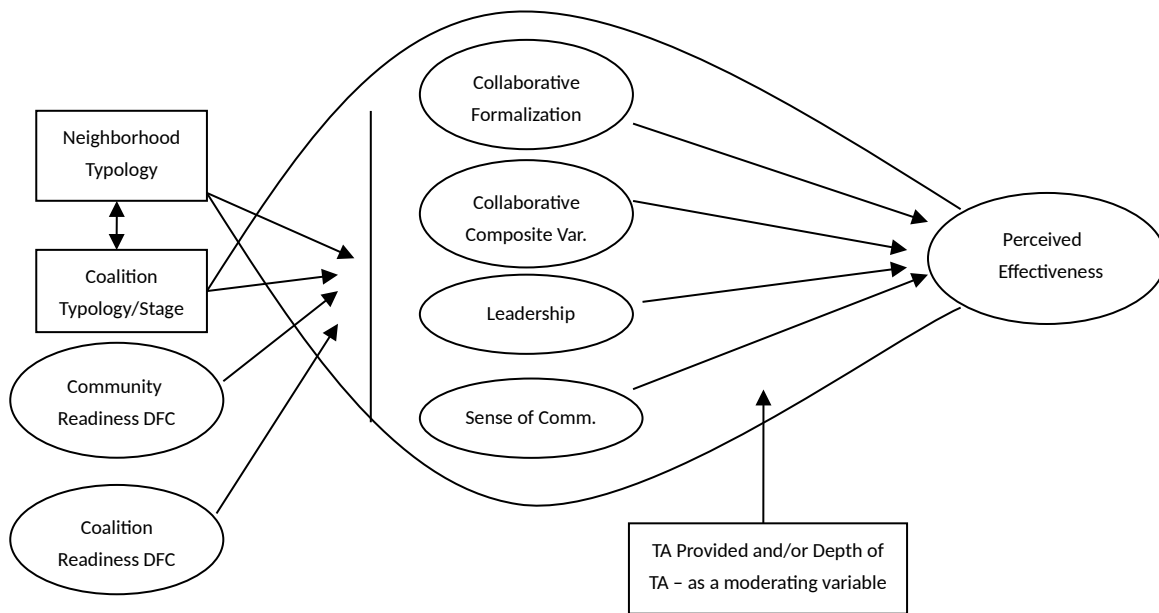 Neighborhood
Typology
Coalition
Typology/Stage
Community
Readiness DFC
Coalition
Readiness DFC
Collaborative
Formalization
Collaborative
Composite Var.
Leadership
Sense of Comm.
Perceived
Effectiveness
TA Provided and/or Depth of
TA – as a moderating variable